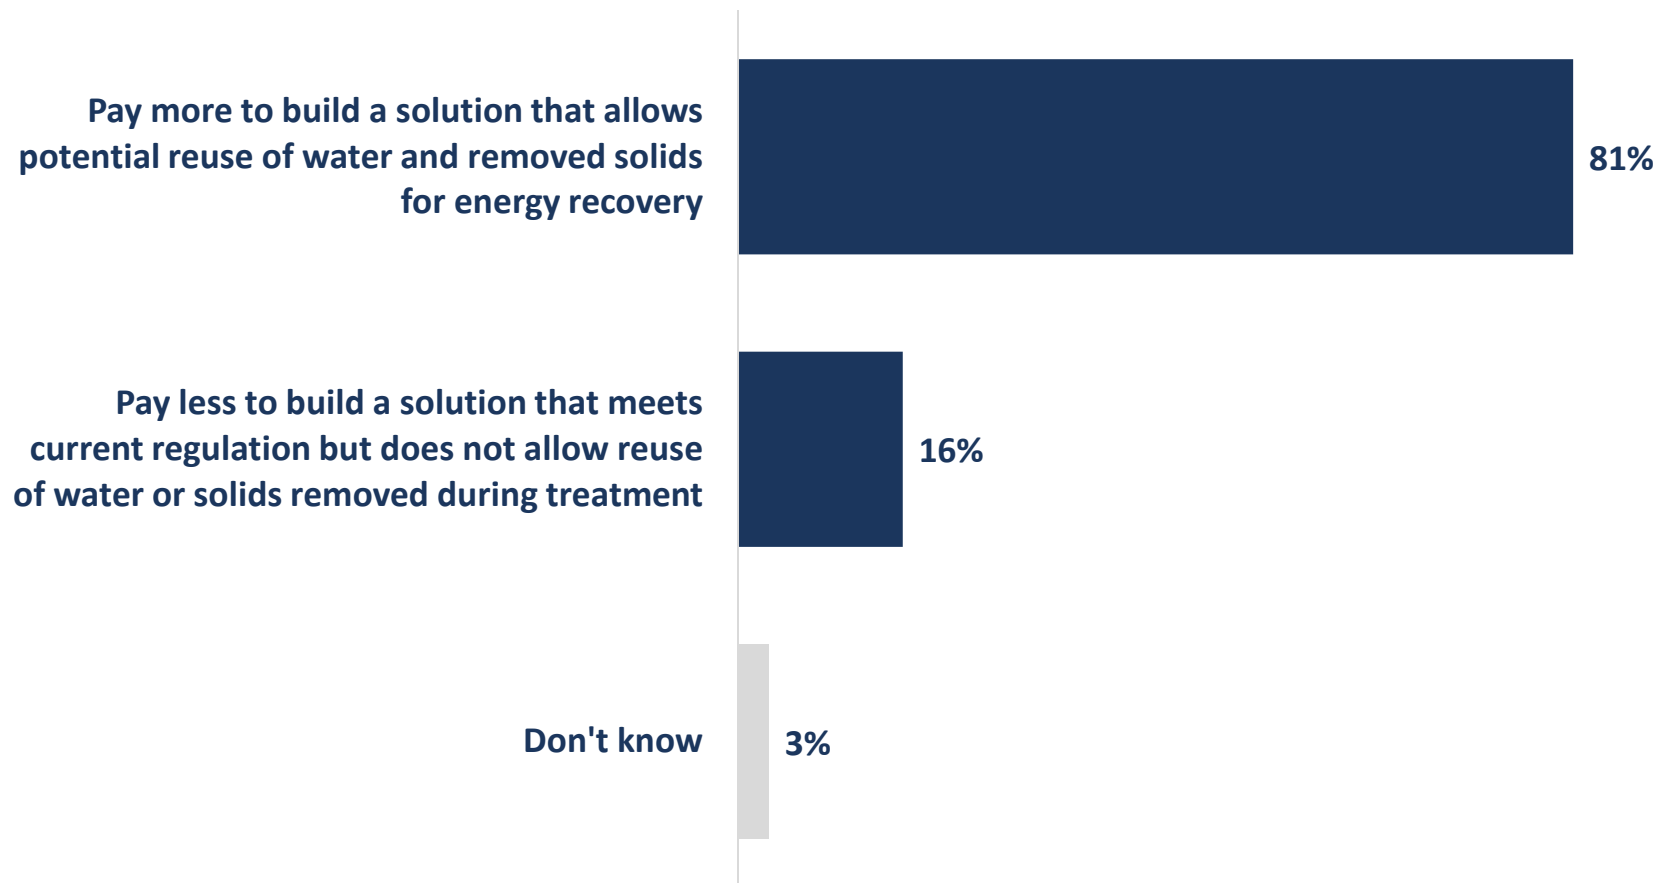 Pay more to build a solution that allows
potential reuse of water and removed solids
for energy recovery
81%
Pay less to build a solution that meets
current regulation but does not allow reuse
of water or solids removed during treatment
16%
Don't know
3%